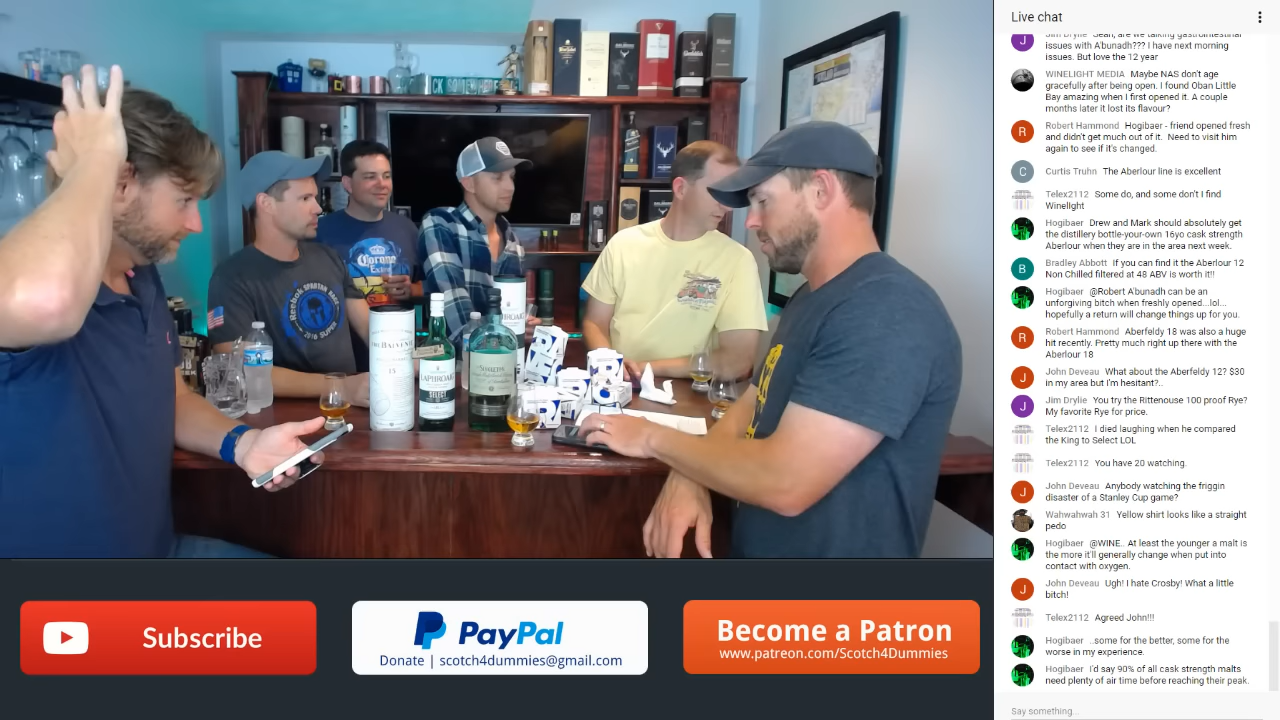 Live chat
Jim Drylie Sean, are we talking gastrointestinal
issues with A'bunadh??? I have next morning
issues. But love the 12 year
WINELIGHT MEDIA Maybe NAS don't age
gracefully after being open. I found Oban Little
Bay amazing when I first opened it. A couple
months later it lost its flavour?
Robert Hammond Hogibaer - friend opened fresh
and didn't get much out of it. Need to visit him
again to see if it's changed.
Curtis Truhn The Aberlour line is excellent
Telex2112 Some do, and some don't I find
Winelight
Hogibaer Drew and Mark should absolutely get
the distillery bottle-your-own 16yo cask strength
Aberlour when they are in the area next week.
Bradley Abbott If you can find it the Aberlour 12
Non Chilled filtered at 48 ABV is worth it!!
Hogibaer @Robert Abunadh can be an
unforgiving bitch when freshly opened...lol...
hopefully a return will change things up for you.
Robert Hammond Aberfeldy 18 was also a huge
hit recently. Pretty much right up there with the
Aberlour 18
John Deveau What about the Aberfeldy 12? $30
in my area but I'm hesitant?..
Jim Drylie You try the Rittenouse 100 proof Rye?
My favorite Rye for price.
Telex2112 I died laughing when he compared
the King to Select LOL
Telex2112 You have 20 watching.
John Deveau Anybody watching the friggin
disaster of a Stanley Cup game?
Wahwahwah 31 Yellow shirt looks like a straight
pedo
Hogibaer @WINE.. At least the younger a malt is
the more it'll generally change when put into
contact with oxygen.
John Deveau Ugh! I hate Crosby! What a little
bitch!
Telex2112 Agreed John!!!
Hogibaer ..some for the better, some for the
worse in my experience.
Hogibaer I'd say 90% of all cask strength malts
need plenty of air time before reaching their peak.
Say something...
Corona
Reebok SPARTAN RACE
15
LAPHROAIG
SELECT
Subscribe
PayPal
Donate | scotch4dummies@gmail.com
Become a Patron
www.patreon.com/Scotch4Dummies